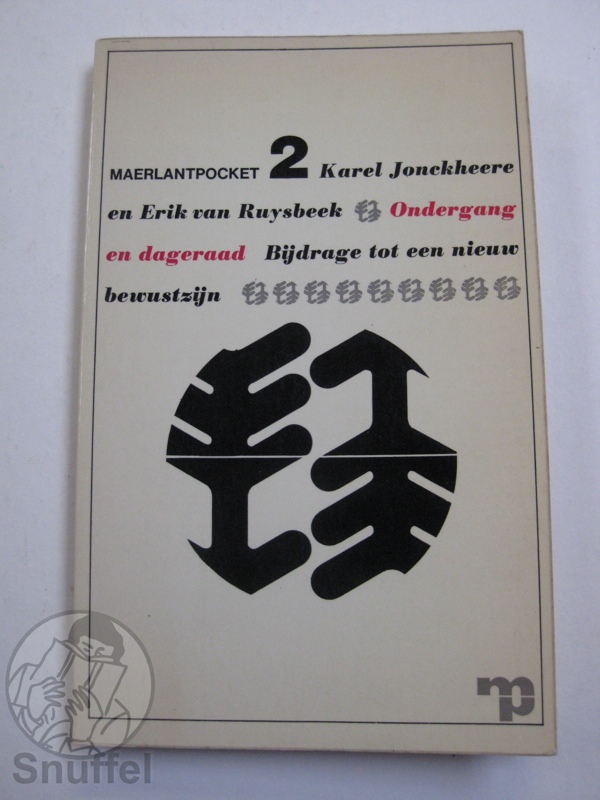 MAERLANTPOCKET 2 Karel Jonckheere
en Erik van Ruysbeek Ondergang
en dageraad Bijdrage tot een nieuw
bewustzijn
mp
Snuffel